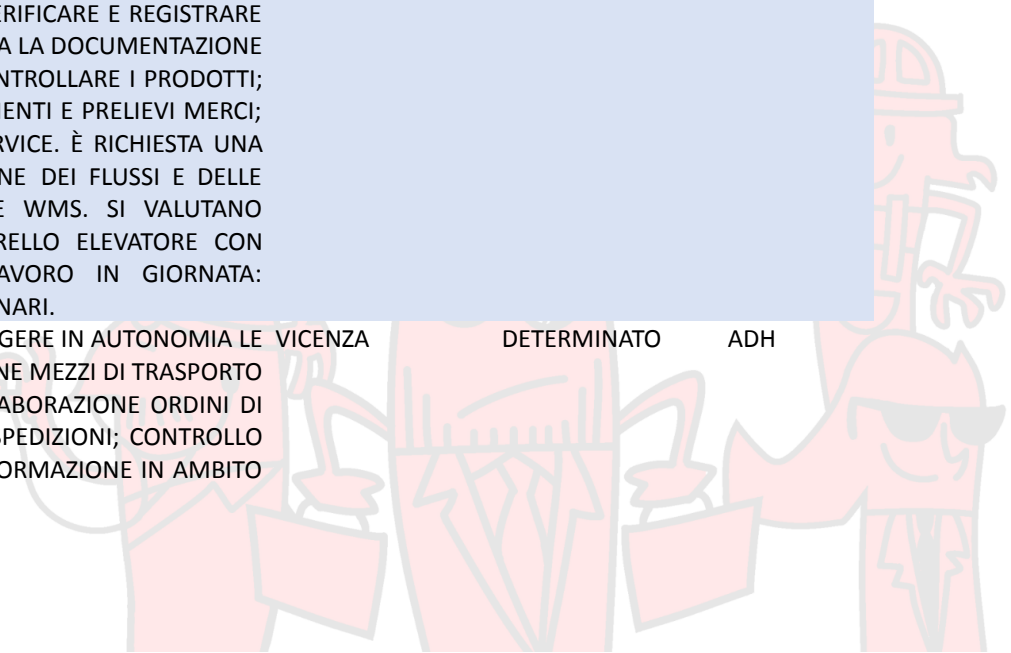 ERIFICARE E REGISTRARE
A LA DOCUMENTAZIONE
NTROLLARE I PRODOTTI;
IENTI E PRELIEVI MERCI;
RVICE. È RICHIESTA UNA
NE DEI FLUSSI E DELLE
E WMS. SI VALUTANO
RELLO ELEVATORE CON
AVORO IN GIORNATA:
NARI.
GERE IN AUTONOMIA LE VICENZA DETERMINATO ADH
NE MEZZI DI TRASPORTO
ABORAZIONE ORDINI DI
SPEDIZIONI; CONTROLLO
ORMAZIONE IN AMBITO